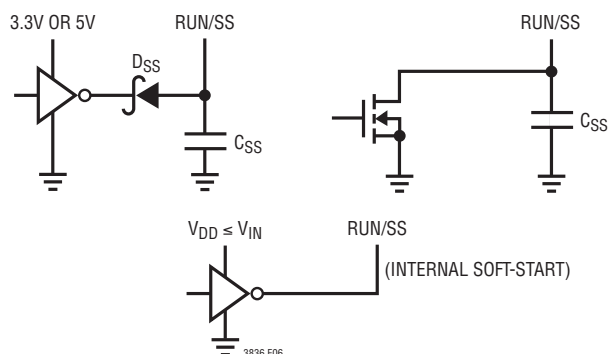 3.3V OR 5V
RUN/SS
DSS
CSS
RUN/SS
CSS
VDD ≤ VIN
RUN/SS
(INTERNAL SOFT-START)
3836 F06